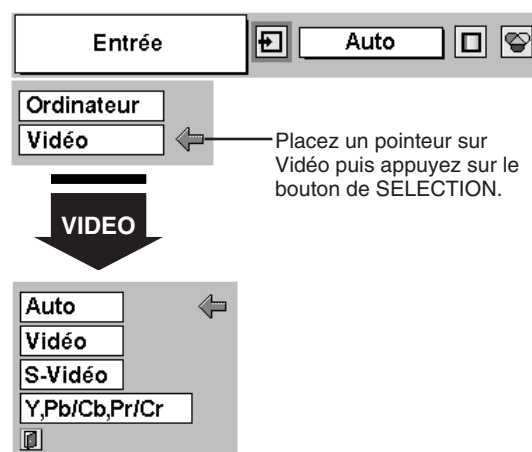 Entrée
Auto
Ordinateur
Vidéo
Placez un pointeur sur
Vidéo puis appuyez sur le
bouton de SELECTION.
VIDEO
Auto
Vidéo
S-Vidéo
Y,Pb/Cb,Pr/Cr